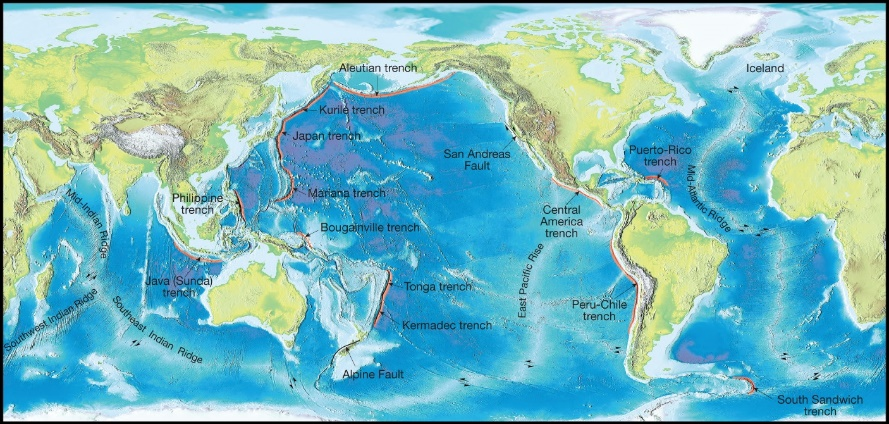 Aleutian trench
Iceland
Kurile trench
Japan trench
San Andreas
Fault
Puerto-Rico
trench
Mid-Indian Ridge
Philippine
trench
Mariana trench
Mid-Atlantic Ridge
Central
America
trench
Bougainville trench
East Pacific Rise
Java (Sunda)
trench
Tonga trench
Southwest Indian Ridge
Southeast Indian Ridge
Peru-Chile
trench
Kermadec trench
Alpine Fault
South Sandwich
trench